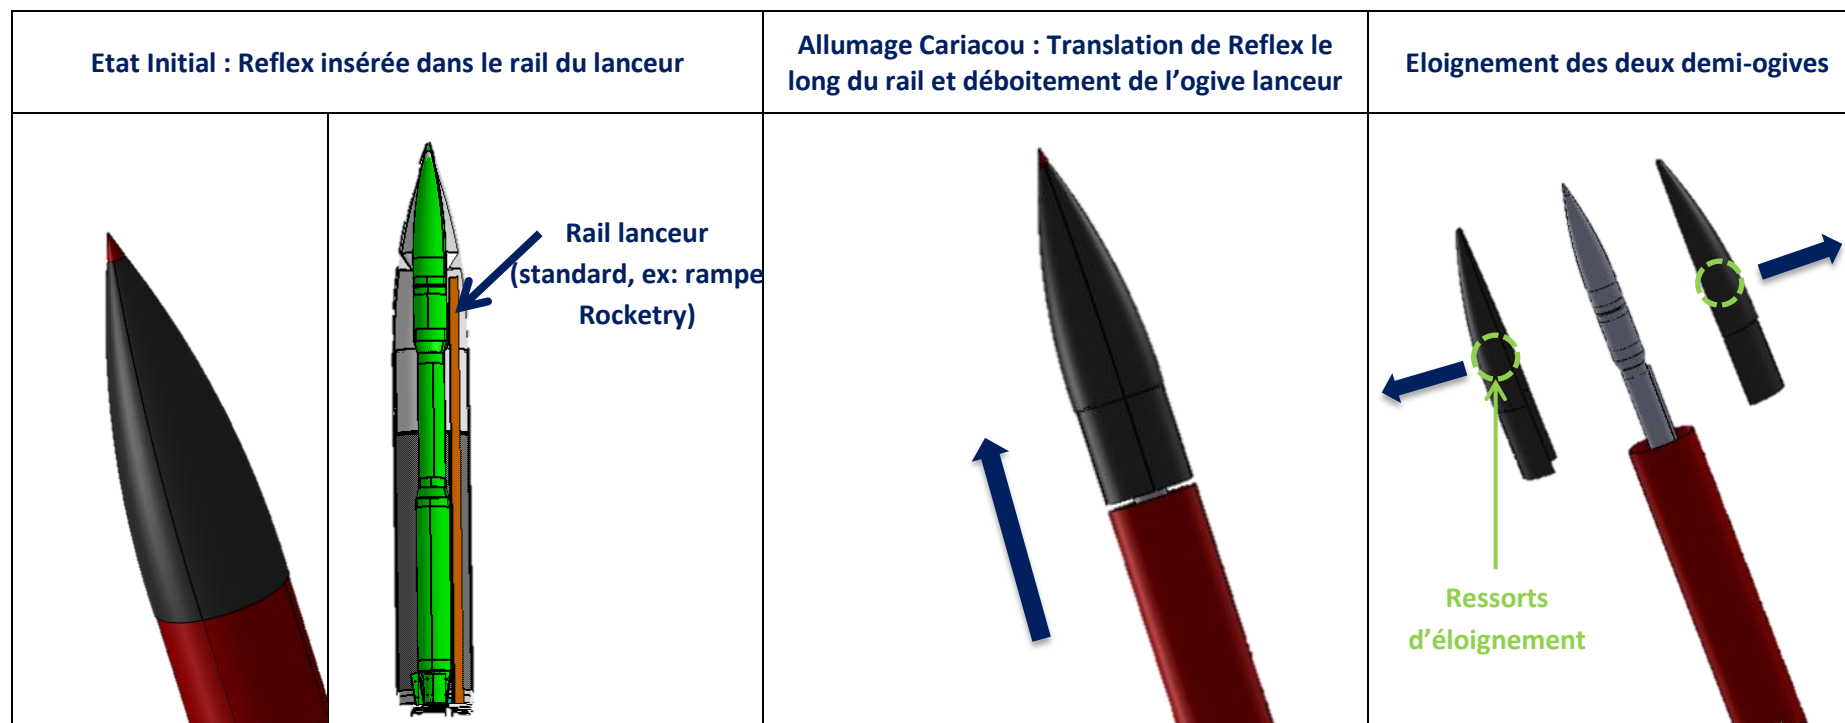 Etat Initial : Reflex insérée dans le rail du lanceur
Allumage Cariacou : Translation de Reflex le
long du rail et déboitement de l’ogive lanceur
Eloignement des deux demi-ogives
Rail lanceur
(standard, ex: rampe
Rocketry)
Ressorts
d’éloignement